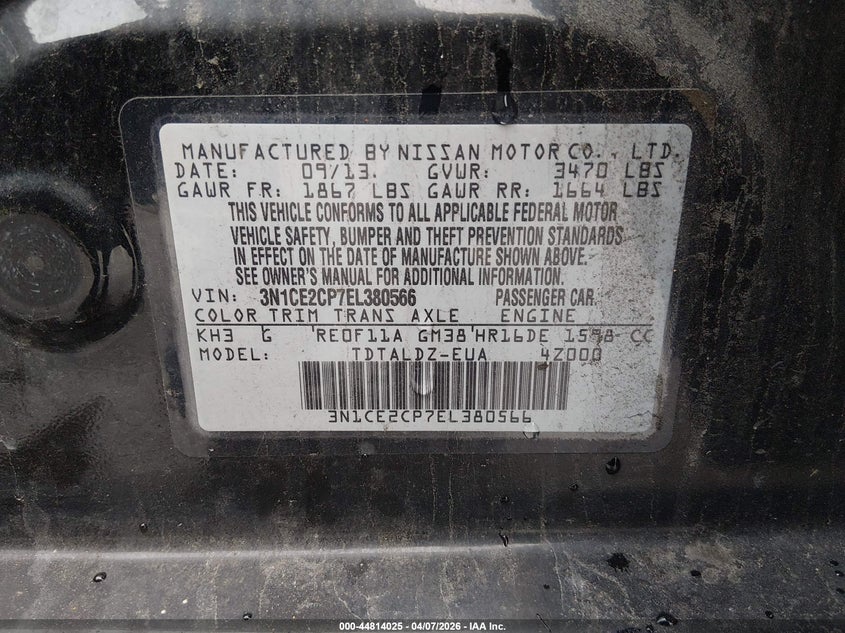 MANUFACTURED BY NISSAN MOTOR CO., LTD.
DATE: 09/13. GVWR: 3470 LBS
GAWR FR: 1867 LBS GAWR RR: 1664 LBS
THIS VEHICLE CONFORMS TO ALL APPLICABLE FEDERAL MOTOR
VEHICLE SAFETY, BUMPER AND THEFT PREVENTION STANDARDS
IN EFFECT ON THE DATE OF MANUFACTURE SHOWN ABOVE.
SEE OWNER'S MANUAL FOR ADDITIONAL INFORMATION.
VIN: 3N1CE2CP7EL380566 PASSENGER CAR.
COLOR TRIM TRANS AXLE ENGINE
KH3 G RE0F11A GM38 HR16DE 1598 CC
MODEL: TDTALDZ-EUA 4Z000
3N1CE2CP7EL380566
000-44814025 - 04/07/2026 - IAA Inc.